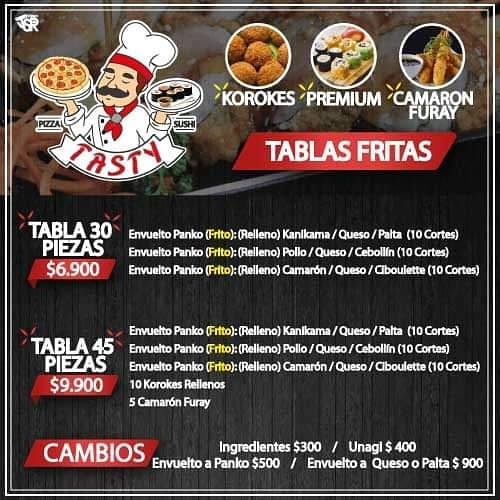 JGR
PIZZA
SUSHI
TASTY
KOROKES
PREMIUM
CAMARON
FURAY
TABLAS FRITAS
TABLA 30
PIEZAS
$6.900
Envuelto Panko (Frito): (Relleno) Kanikama / Queso / Palta (10 Cortes)
Envuelto Panko (Frito): (Relleno) Pollo / Queso / Cebollín (10 Cortes)
Envuelto Panko (Frito): (Relleno) Camarón / Queso / Ciboulette (10 Cortes)
TABLA 45
PIEZAS
$9.900
Envuelto Panko (Frito): (Relleno) Kanikama / Queso / Palta (10 Cortes)
Envuelto Panko (Frito): (Relleno) Pollo / Queso / Cebollín (10 Cortes)
Envuelto Panko (Frito): (Relleno) Camarón / Queso / Ciboulette (10 Cortes)
10 Korokes Rellenos
5 Camarón Furay
CAMBIOS
Ingredientes $300 / Unagi $ 400
Envuelto a Panko $500 / Envuelto a Queso o Palta $ 900